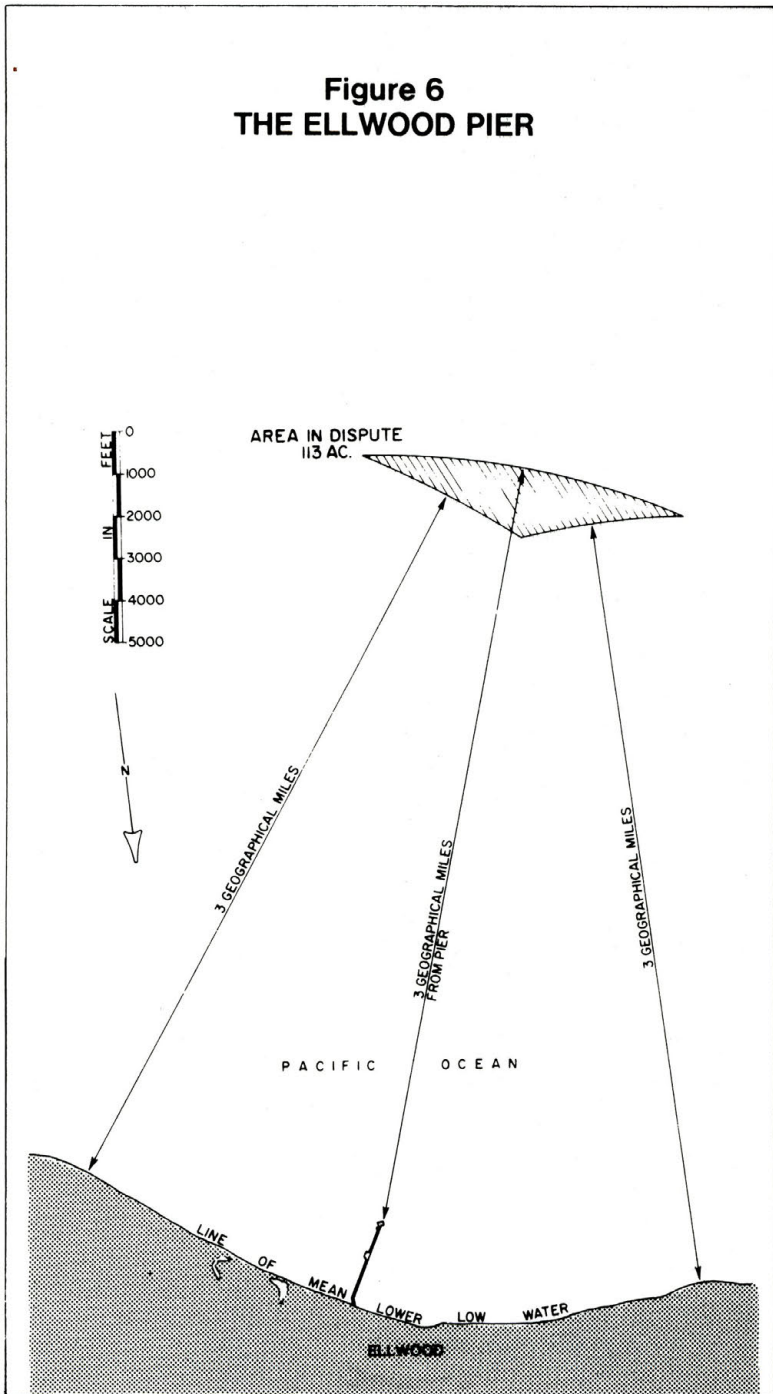 Figure 6
THE ELLWOOD PIER
AREA IN DISPUTE
113 AC.
SCALE IN FEET
0
1000
2000
3000
4000
5000
N
3 GEOGRAPHICAL MILES
3 GEOGRAPHICAL MILES
FROM PIER
3 GEOGRAPHICAL MILES
PACIFIC OCEAN
LINE OF MEAN LOWER LOW WATER
ELLWOOD